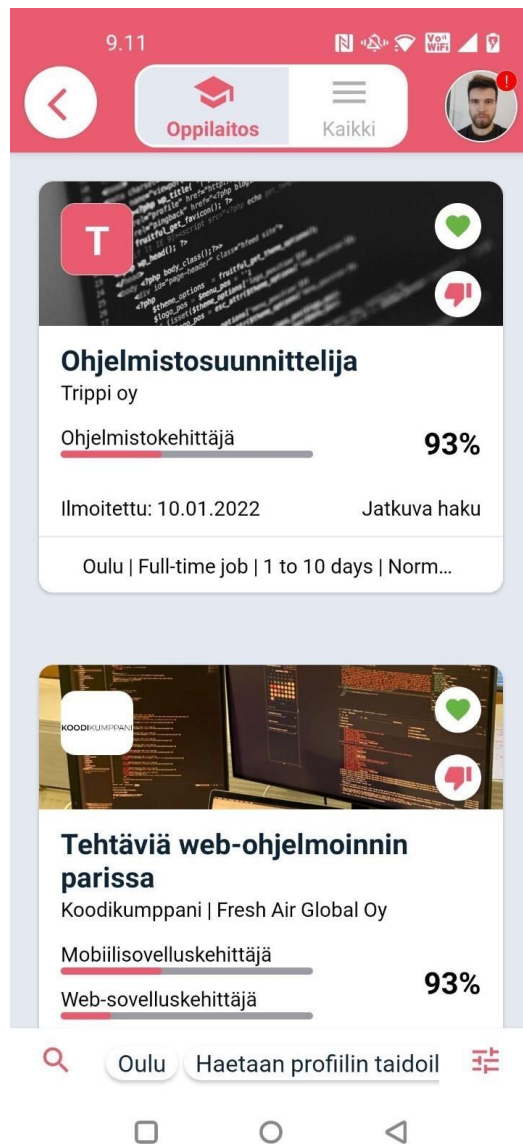 9.11
Vo))
WiFi
!
Oppilaitos
Kaikki
T
Ohjelmistosuunnittelija
Trippi oy
Ohjelmistokehittäjä
93%
Ilmoitettu: 10.01.2022
Jatkuva haku
Oulu | Full-time job | 1 to 10 days | Norm...
KOODIKUMPPANI
Tehtäviä web-ohjelmoinnin
parissa
Koodikumppani | Fresh Air Global Oy
Mobiilisovelluskehittäjä
Web-sovelluskehittäjä
93%
Oulu
Haetaan profiilin taidoil